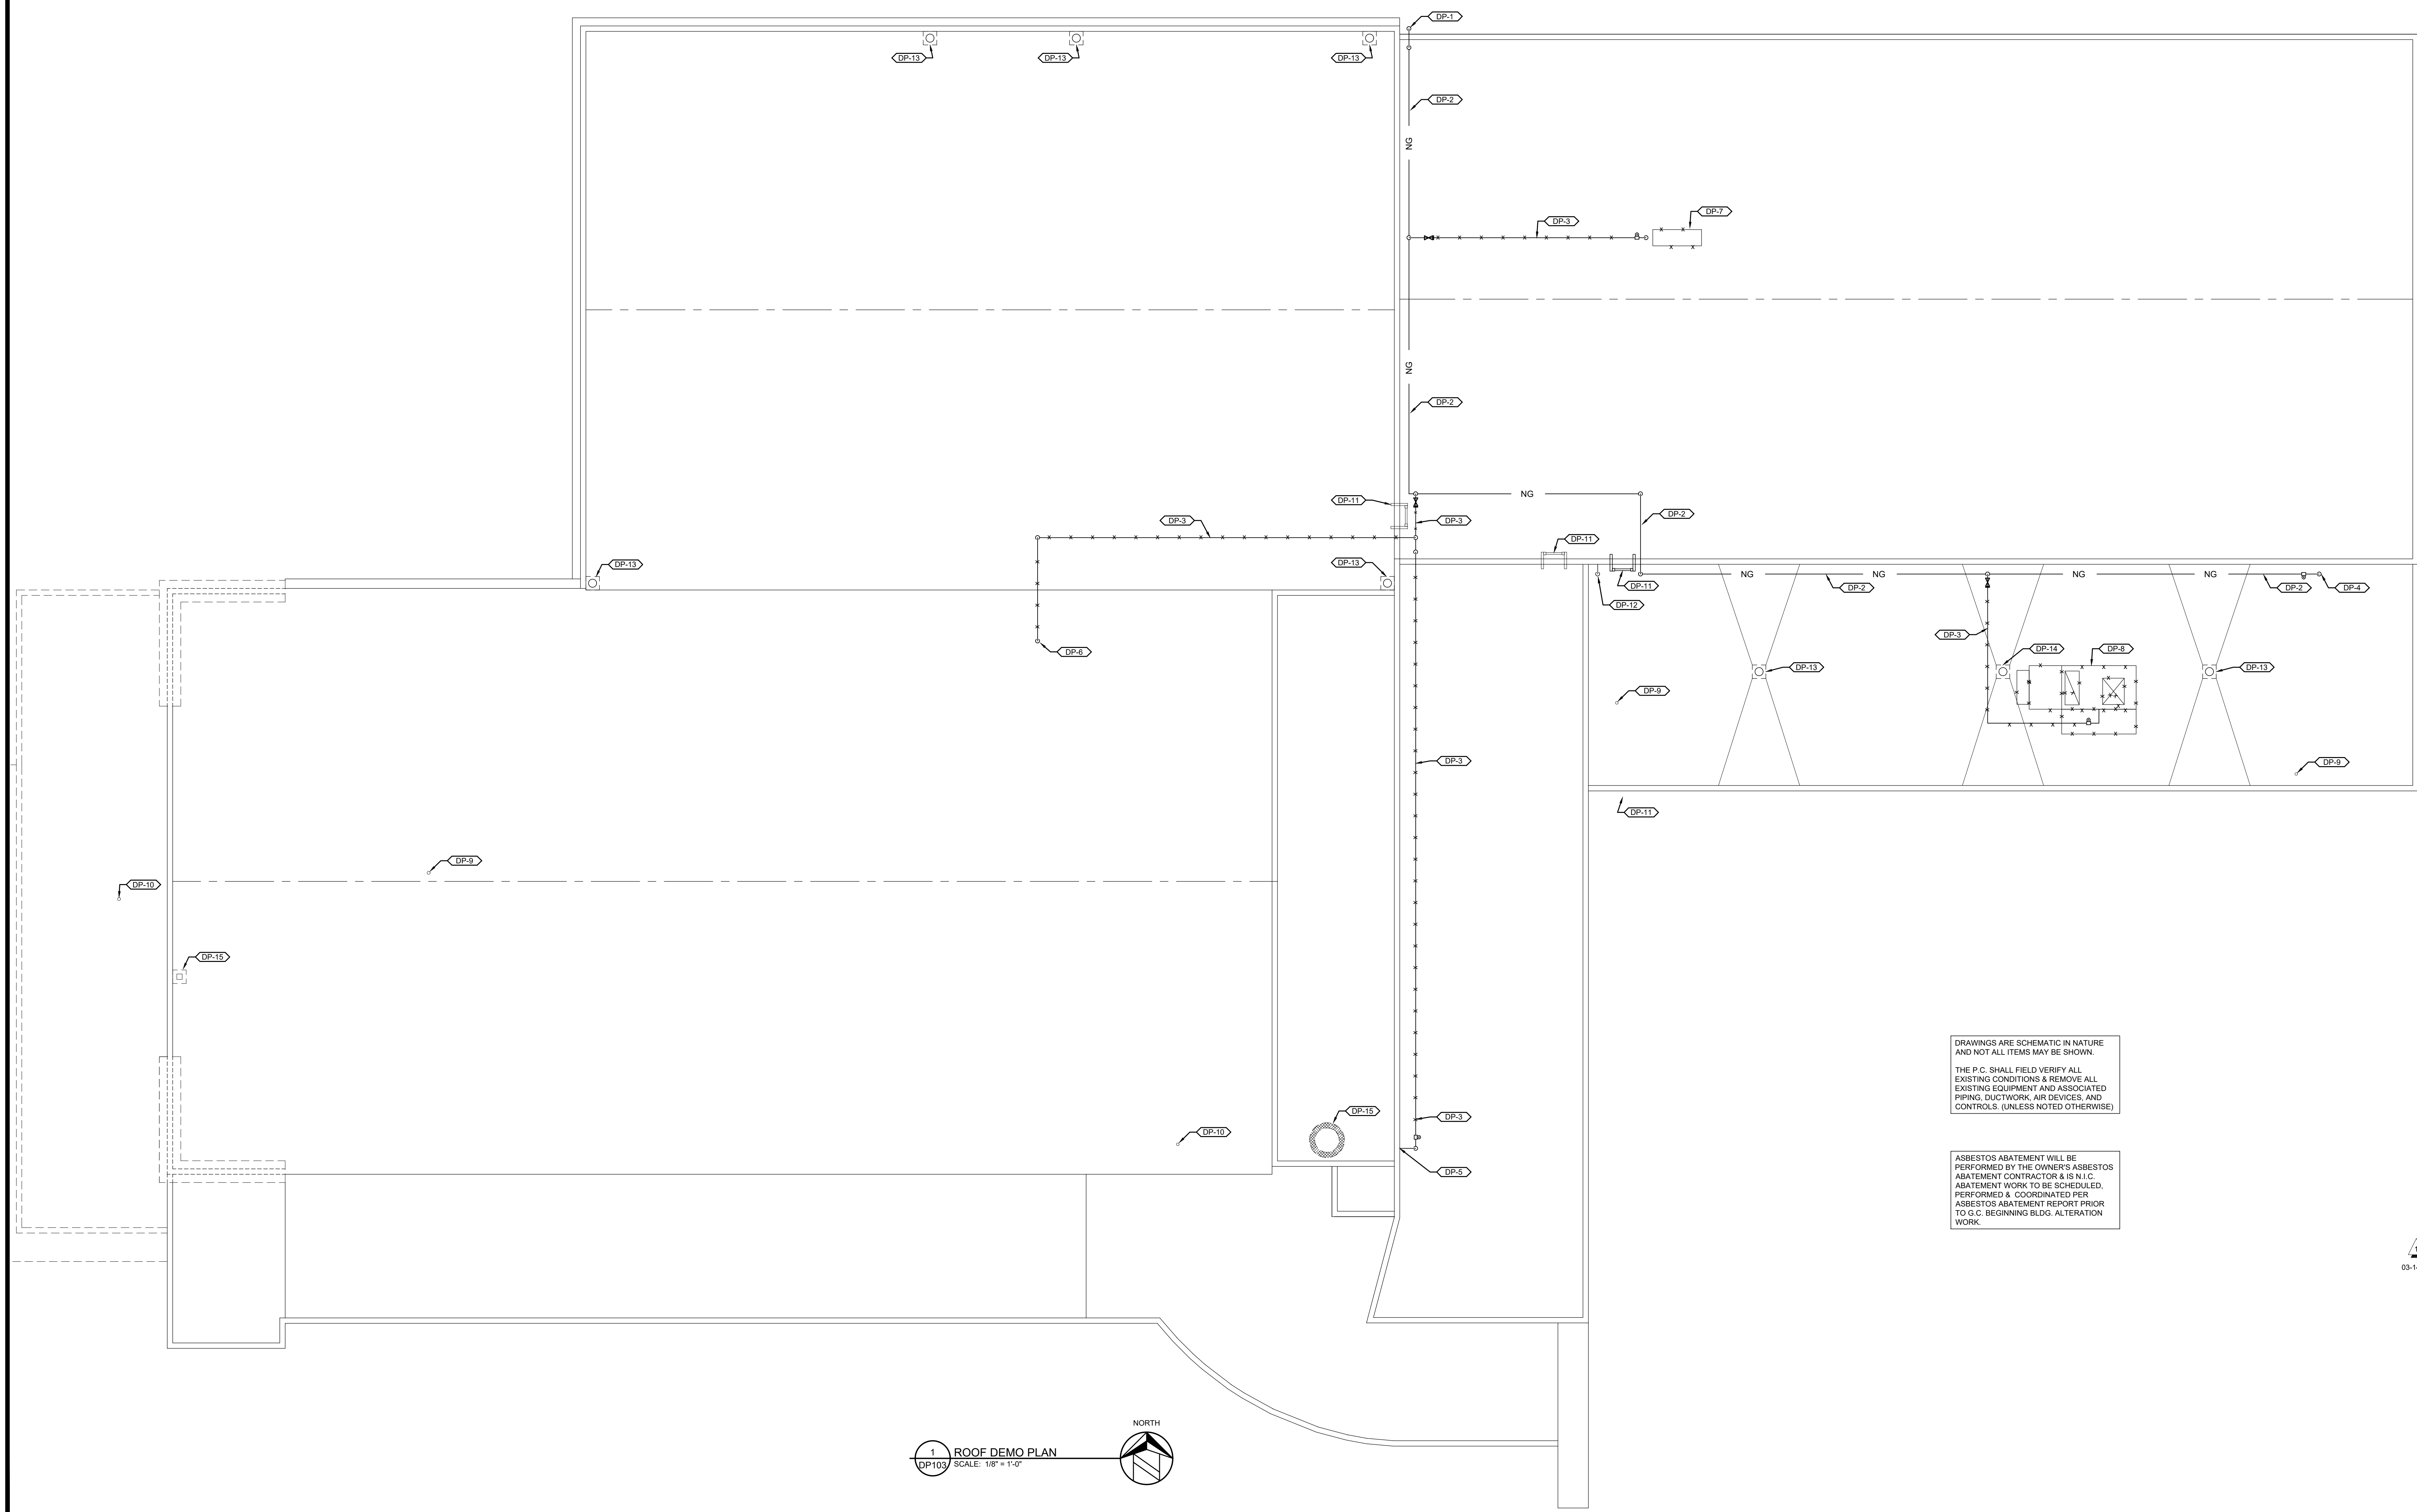 DP-1
DP-13
DP-13
DP-13
DP-2
NG
DP-7
DP-3
NG
DP-2
NG
DP-11
DP-3
DP-3
DP-2
DP-11
DP-13
DP-13
DP-11
DP-12
NG
NG
NG
NG
DP-2
DP-2
DP-4
DP-6
DP-3
DP-14
DP-8
DP-13
DP-13
DP-9
DP-3
DP-9
DP-11
DP-9
DP-10
DP-15
DRAWINGS ARE SCHEMATIC IN NATURE
AND NOT ALL ITEMS MAY BE SHOWN.
THE P.C. SHALL FIELD VERIFY ALL
EXISTING CONDITIONS & REMOVE ALL
EXISTING EQUIPMENT AND ASSOCIATED
PIPING, DUCTWORK, AIR DEVICES, AND
CONTROLS. (UNLESS NOTED OTHERWISE)
DP-15
DP-3
DP-10
DP-5
ASBESTOS ABATEMENT WILL BE
PERFORMED BY THE OWNER'S ASBESTOS
ABATEMENT CONTRACTOR & IS N.I.C.
ABATEMENT WORK TO BE SCHEDULED,
PERFORMED & COORDINATED PER
ASBESTOS ABATEMENT REPORT PRIOR
TO G.C. BEGINNING BLDG. ALTERATION
WORK.
NORTH
1
DP103
ROOF DEMO PLAN
SCALE: 1/8" = 1'-0"